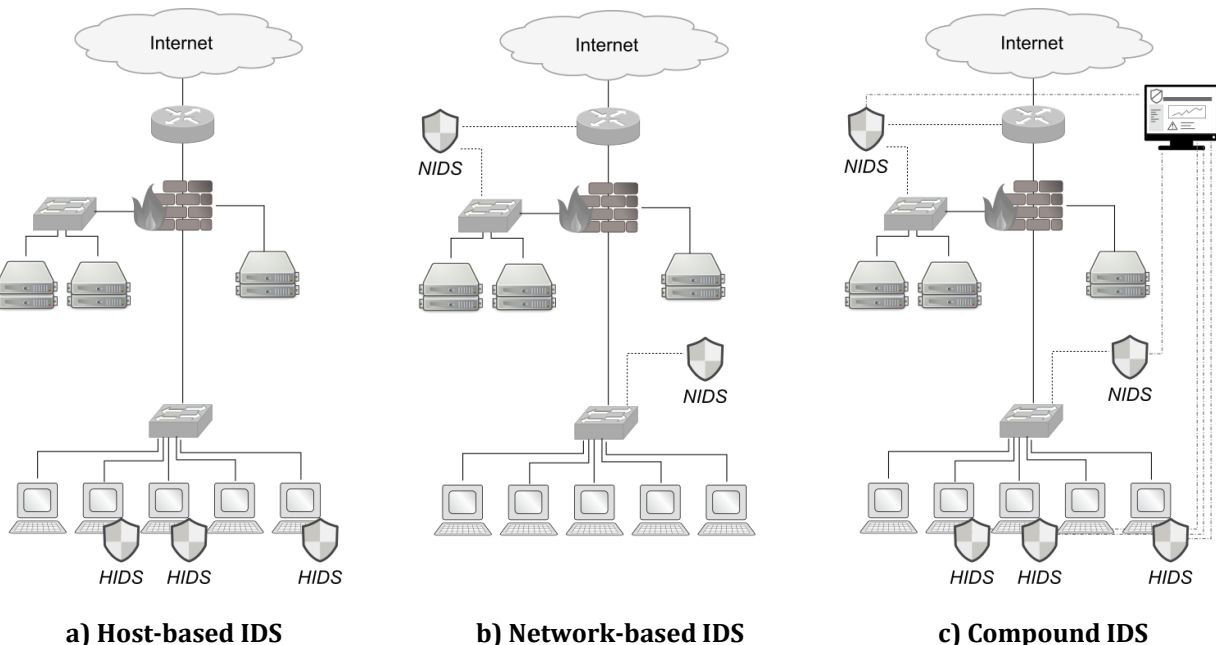 Internet
HIDS HIDS HIDS
a) Host-based IDS
Internet
NIDS
NIDS
b) Network-based IDS
Internet
NIDS
NIDS
HIDS HIDS HIDS
c) Compound IDS